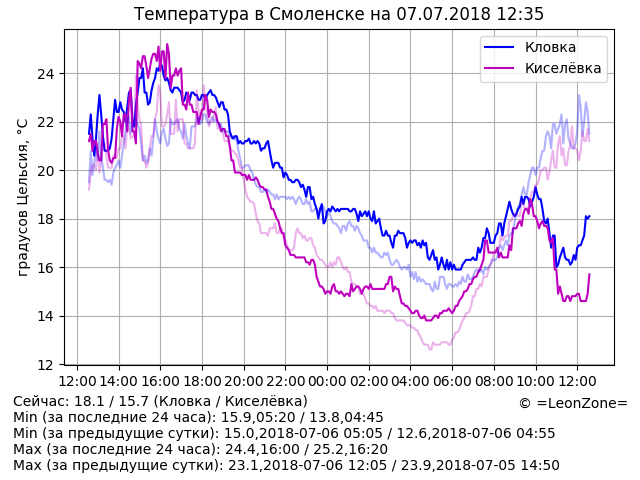 Температура в Смоленске на 07.07.2018 12:35
Кловка
Киселёвка
градусов Цельсия, °C
24
22
20
18
16
14
12
12:00 14:00 16:00 18:00 20:00 22:00 00:00 02:00 04:00 06:00 08:00 10:00 12:00
Сейчас: 18.1 / 15.7 (Кловка / Киселёвка)
© =LeonZone=
Min (за последние 24 часа): 15.9,05:20 / 13.8,04:45
Min (за предыдущие сутки): 15.0,2018-07-06 05:05 / 12.6,2018-07-06 04:55
Max (за последние 24 часа): 24.4,16:00 / 25.2,16:20
Max (за предыдущие сутки): 23.1,2018-07-06 12:05 / 23.9,2018-07-05 14:50